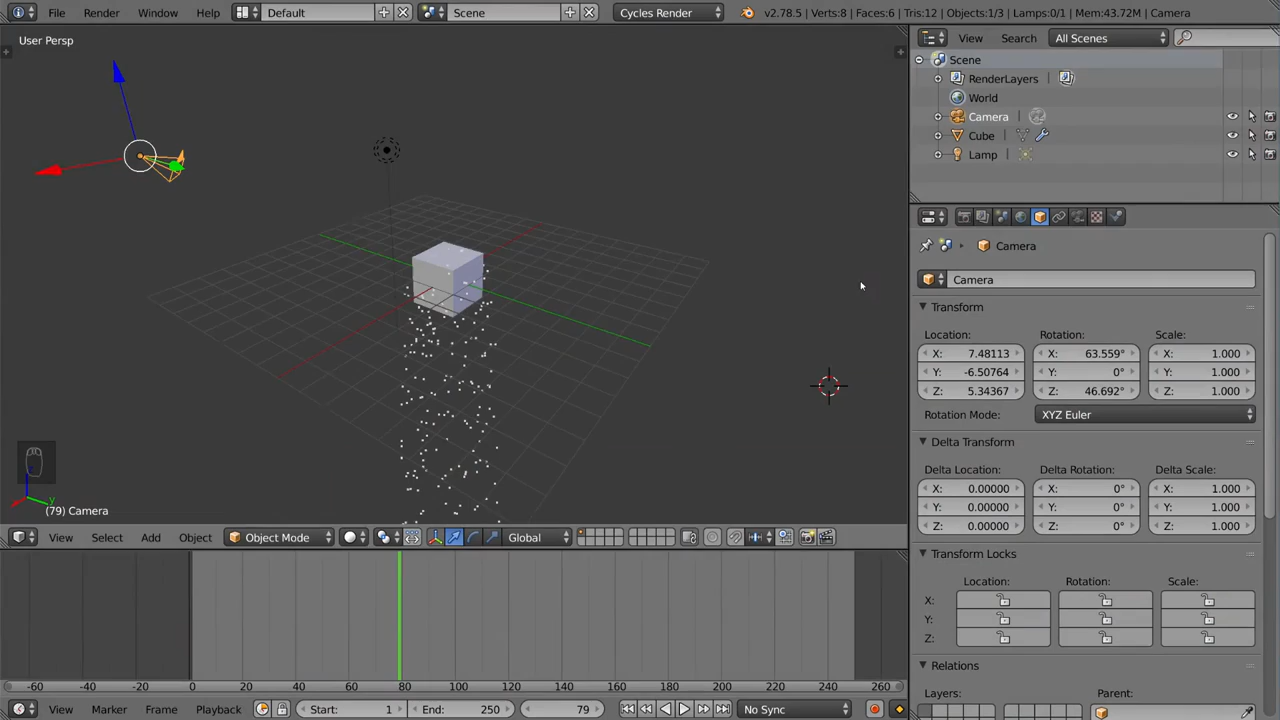 File Render Window Help Default Scene Cycles Render v2.78.5 | Verts:8 | Faces:6 | Tris:12 | Objects:1/3 | Lamps:0/1 | Mem:43.72M | Camera
User Persp
View Search All Scenes
Scene
RenderLayers
World
Camera
Cube
Lamp
Camera
Camera
Transform
Location: Rotation: Scale:
X: 7.48113 X: 63.559° X: 1.000
Y: -6.50764 Y: 0° Y: 1.000
Z: 5.34367 Z: 46.692° Z: 1.000
Rotation Mode: XYZ Euler
Delta Transform
Delta Location: Delta Rotation: Delta Scale:
X: 0.00000 X: 0° X: 1.000
Y: 0.00000 Y: 0° Y: 1.000
Z: 0.00000 Z: 0° Z: 1.000
Transform Locks
Location: Rotation: Scale:
X:
Y:
Z:
Relations
Layers: Parent:
z
y
(79) Camera
View Select Add Object Object Mode Global
-60 -40 -20 0 20 40 60 80 100 120 140 160 180 200 220 240 260
View Marker Frame Playback Start: 1 End: 250 79 No Sync